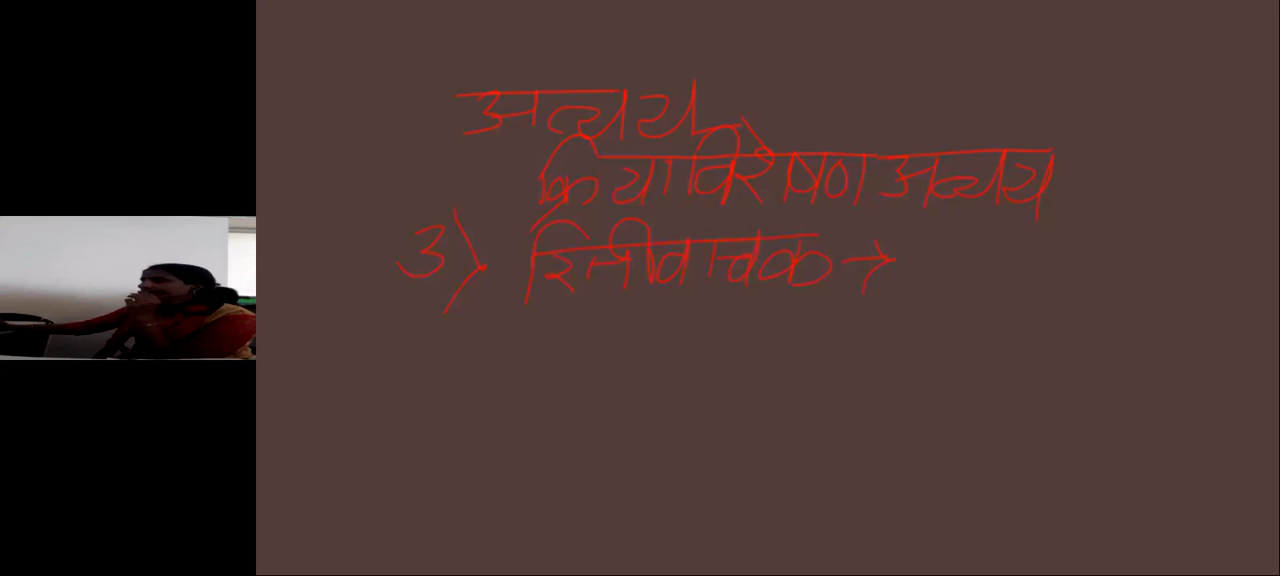 अव्यय
क्रियाविशेषण अव्यय
3) रितीवाचक →